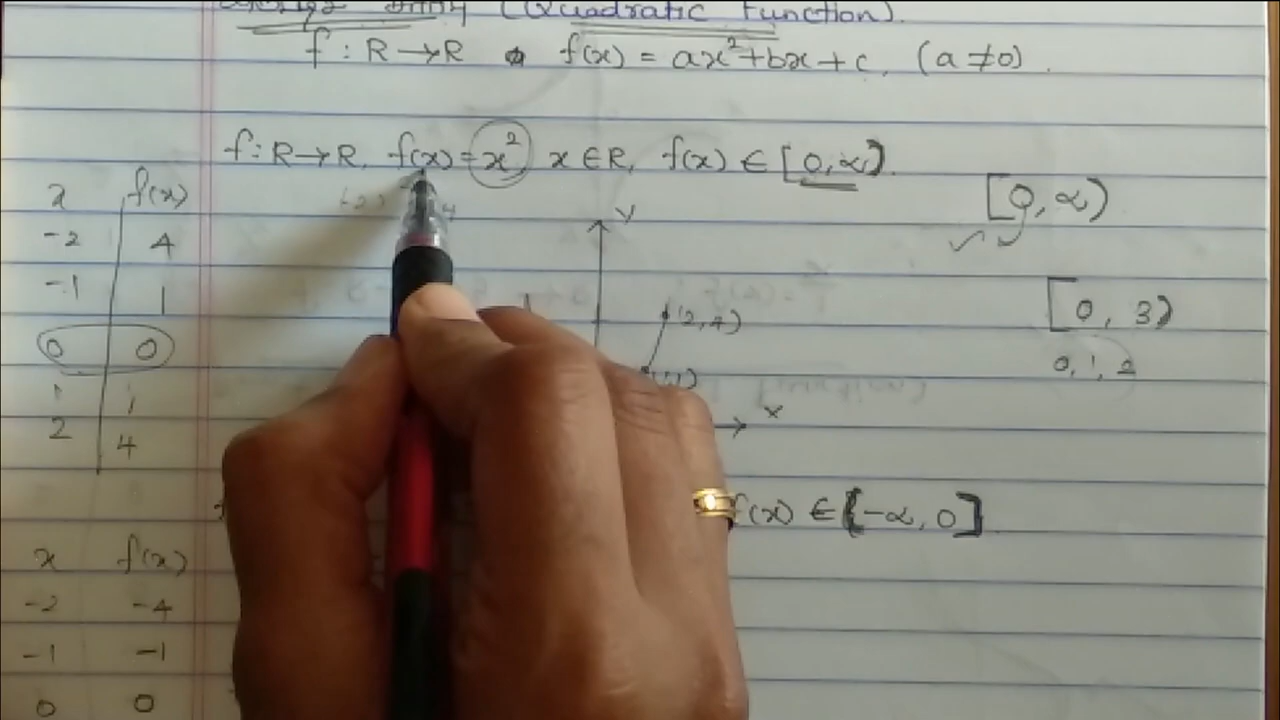 (Quadratic Function).
f : R → R f(x) = ax² + bx + c, (a ≠ 0).
f : R → R, f(x) = x² x ∈ R, f(x) ∈ [0, ∝).
x f(x)
-2 4
-1 1
0 0
1 1
2 4
Y
(2, 4)
(1,1)
X
[0, ∝)
[0, 3)
0, 1, 2
f(x) ∈ [-∝, 0]
x f(x)
-2 -4
-1 -1
0 0